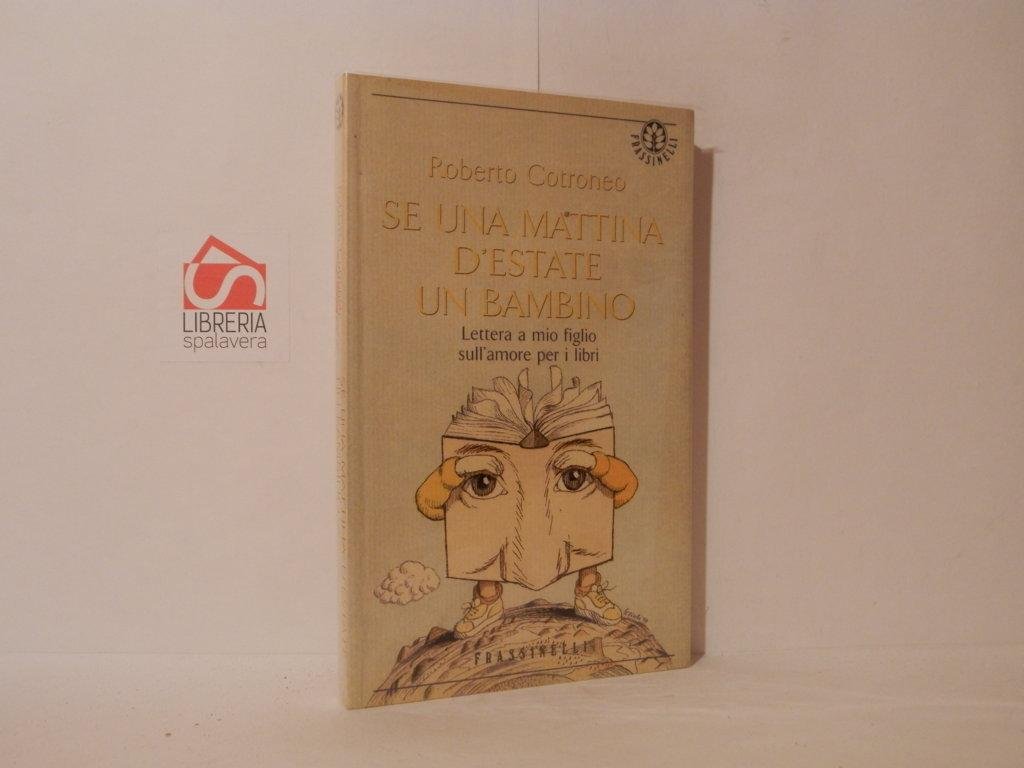 FRASSINELLI
Roberto Cotroneo
SE UNA MATTINA
D'ESTATE
UN BAMBINO
Lettera a mio figlio
sull'amore per i libri
FRASSINELLI
LIBRERIA
spalavera